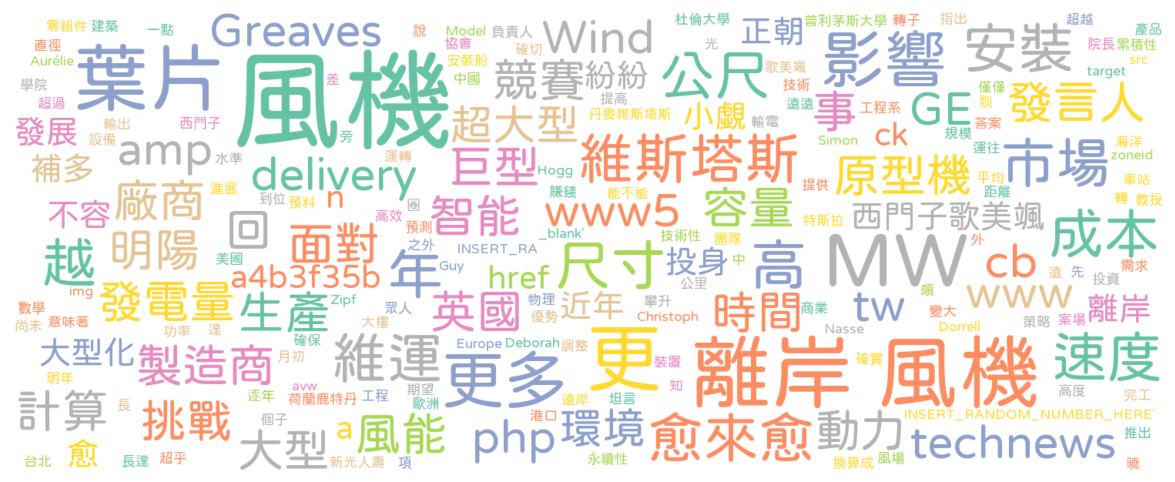 零組件 建築 一點 Greaves 說 Model 負責人 Wind 杜倫大學 正朝 普利茅斯大學 轉子 指出 超越 產品
直徑 協會 確切 光 影響 安裝 院長 累積性
Aurélie 葉片 風機 安裝船 競賽 紛紛 公尺 歌美颯 技術 target src
學院 差 中國 提高 遠遠 僅僅
超過 西門子 超大型 丹麥維斯塔斯 小覷 事 工程系 GE 談 發言人
發展 輸出 旁 輸電 規模 答案 海洋
設備 amp 水準 運轉 巨型 維斯塔斯 Simon ck 運往 市場 zoneid
補多 delivery Hogg 原型機 平均 車站
廠商 進展 到位 預料 n 圈 高效 智能 賺錢 能不能 提供 距離 轉 教授
不容 回 預測 _blank' www5 容量 特斯拉 西門子歌美颯
明陽 面對 之外 INSERT_RA 技術性 團隊 外 需求 成本
越 美國 年 Guy href 尺寸 投身 中 高 MW cb 遠 先 投資
img a4b3f35b 眾人 公里
數學 發電量 生產 Zipf 英國 物理 近年 攀升 時間 商業 tw 頗 www 離岸
尚未 意味著 功率 達 大樓 優勢 Christoph 變大 Nasse Dorrell 策略 案場
大型化 確保 Europe Deborah 調整 更 離岸風機 速度
製造商 月初 維運 更多 裝置 確實 高度
明年 avw 期望 知 完工
計算 長 逐年 荷蘭鹿特丹 工程 歐洲 遠岸 坦言 INSERT_RANDOM_NUMBER_HERE'
挑戰 個子 a 風能 港口 環境 愈來愈 動力 technews 推出
台北 愈 長達 超乎 大型 新光人壽 項 php 永續性 換算成 風場 曉